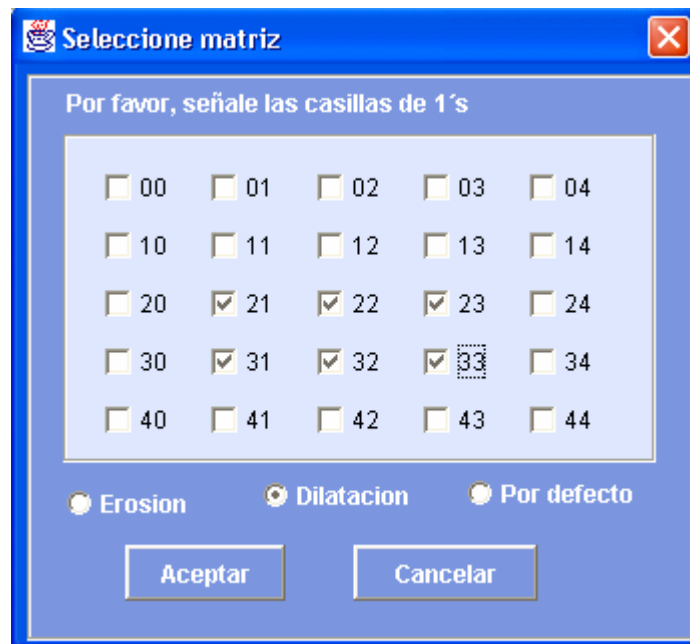 Seleccione matriz
Por favor, señale las casillas de 1´s
00 01 02 03 04
10 11 12 13 14
20 21 22 23 24
30 31 32 33 34
40 41 42 43 44
Erosion Dilatacion Por defecto
Aceptar Cancelar